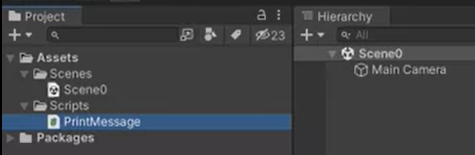 Project
23
Assets
Scenes
Scene0
Scripts
PrintMessage
Packages
Hierarchy
All
Scene0
Main Camera